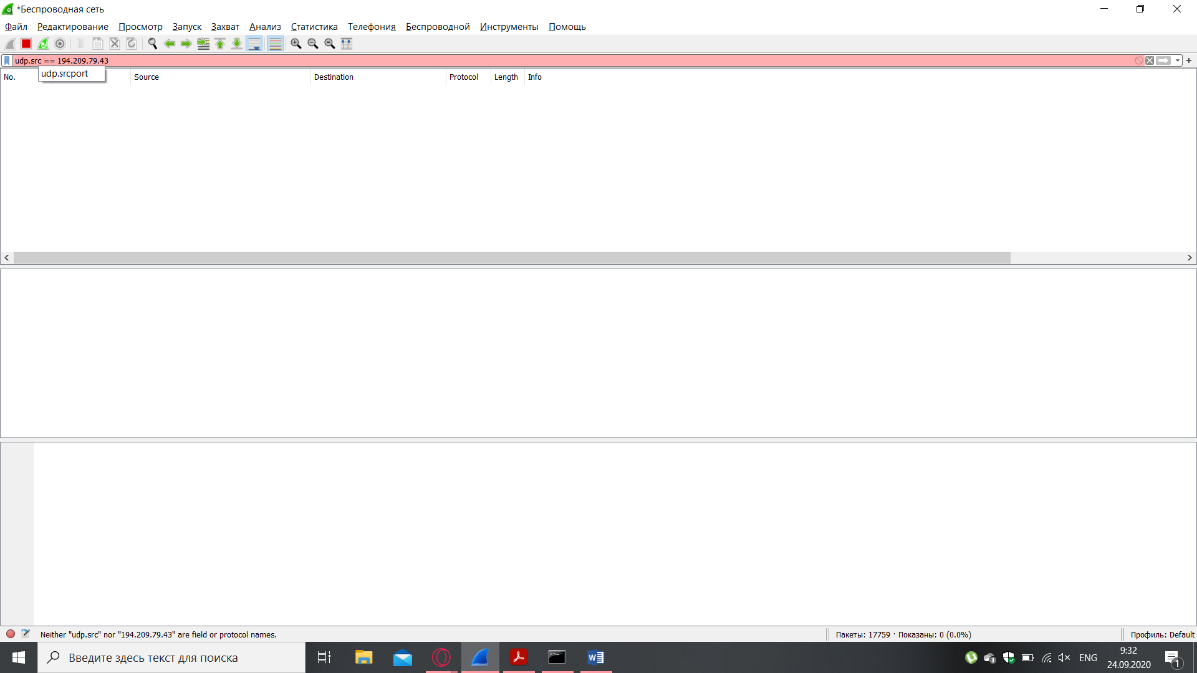 *Беспроводная сеть
Файл Редактирование Просмотр Запуск Захват Анализ Статистика Телефония Беспроводной Инструменты Помощь
udp.src == 194.209.79.43
udp.srcport
No. Source Destination Protocol Length Info
Neither "udp.src" nor "194.209.79.43" are field or protocol names.
Пакеты: 17759 · Показаны: 0 (0.0%)
Профиль: Default
Введите здесь текст для поиска
ENG
9:32
24.09.2020
1